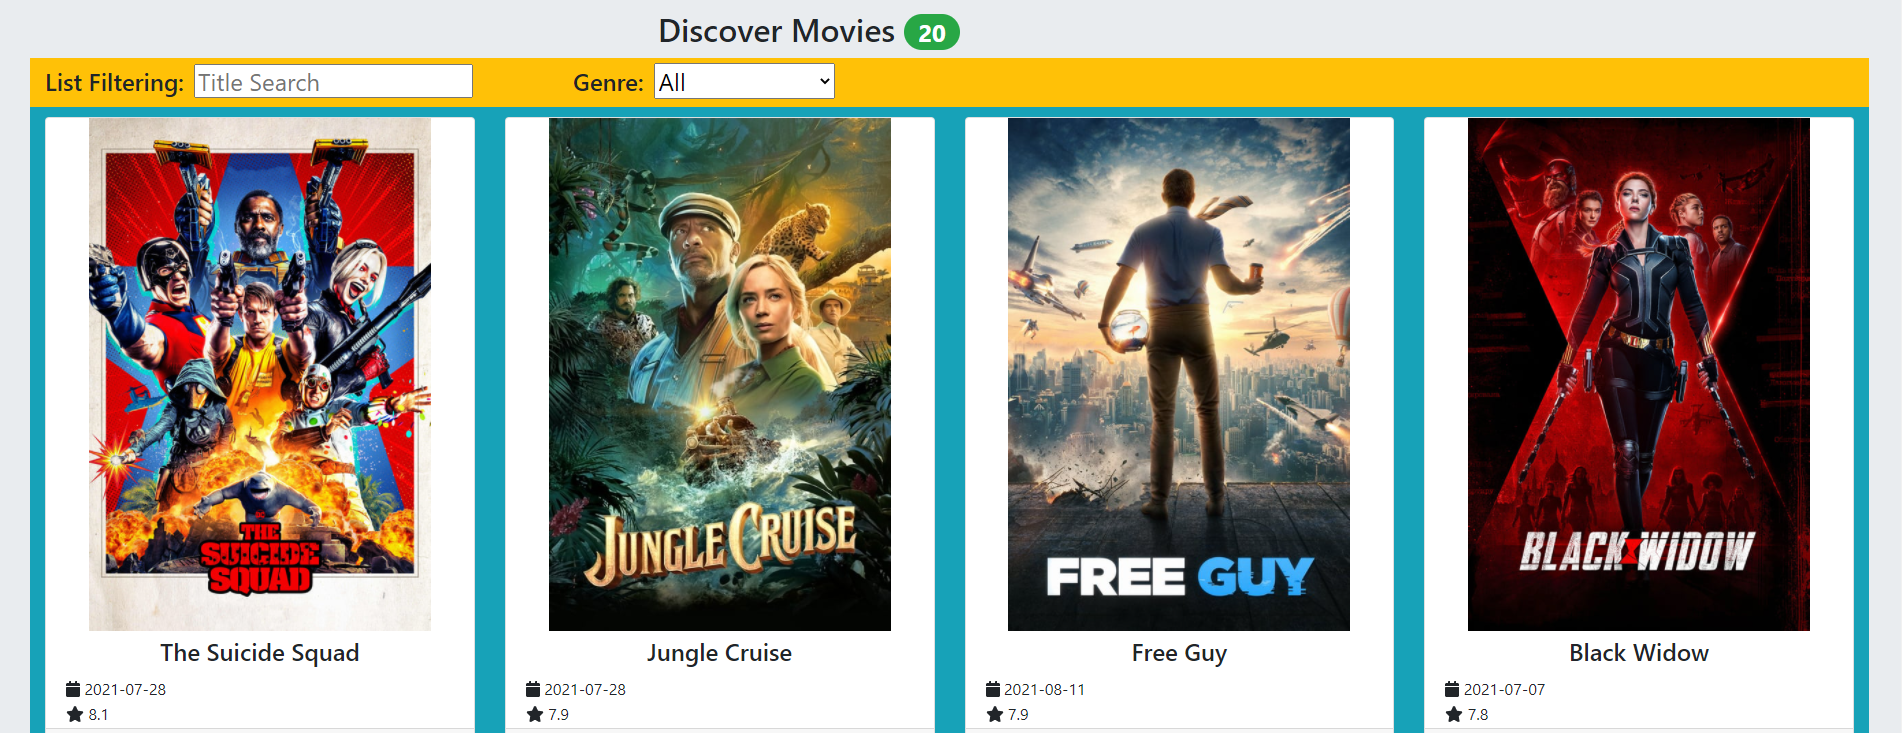 Discover Movies 20
List Filtering: Title Search Genre: All
DC
THE
SUICIDE
SQUAD
JUNGLE CRUISE
FREE GUY
BLACK WIDOW
The Suicide Squad
Jungle Cruise
Free Guy
Black Widow
2021-07-28
2021-07-28
2021-08-11
2021-07-07
8.1
7.9
7.9
7.8